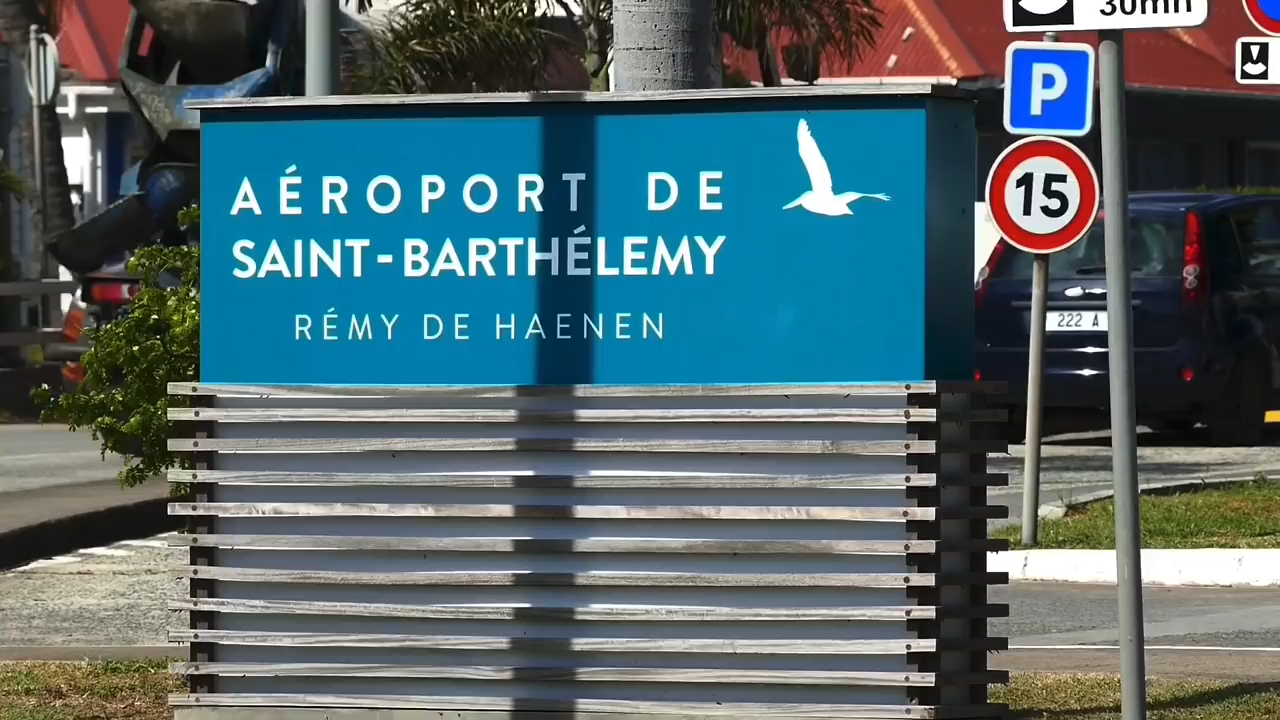 30mn
P
15
AÉROPORT DE
SAINT-BARTHÉLEMY
RÉMY DE HAENEN
222 A